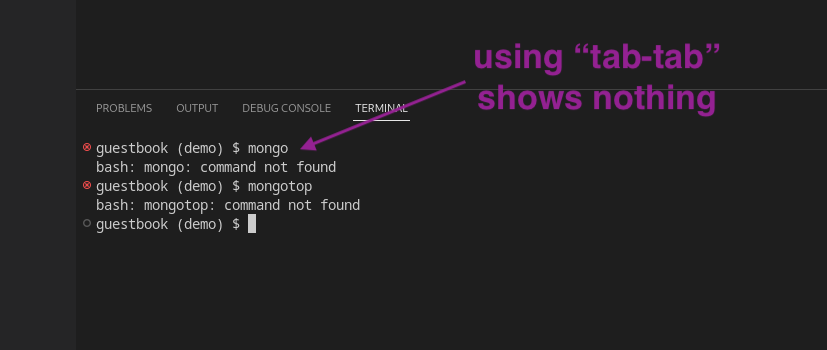 using “tab-tab”
shows nothing
PROBLEMS OUTPUT DEBUG CONSOLE TERMINAL
guestbook (demo) $ mongo
bash: mongo: command not found
guestbook (demo) $ mongotop
bash: mongotop: command not found
guestbook (demo) $